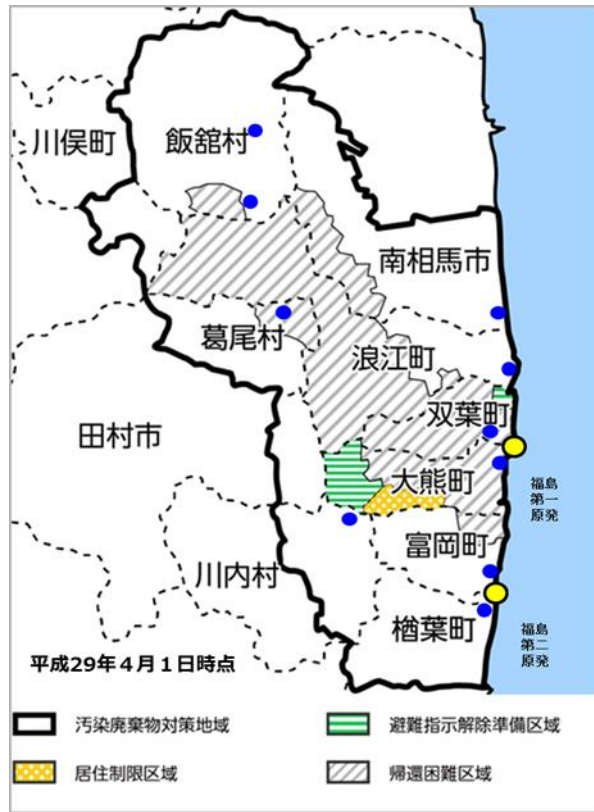 川俣町
飯舘村
南相馬市
葛尾村
浪江町
双葉町
田村市
大熊町
福島
第一
原発
富岡町
川内村
楢葉町
福島
第二
原発
平成29年4月1日時点
汚染廃棄物対策地域
避難指示解除準備区域
居住制限区域
帰還困難区域